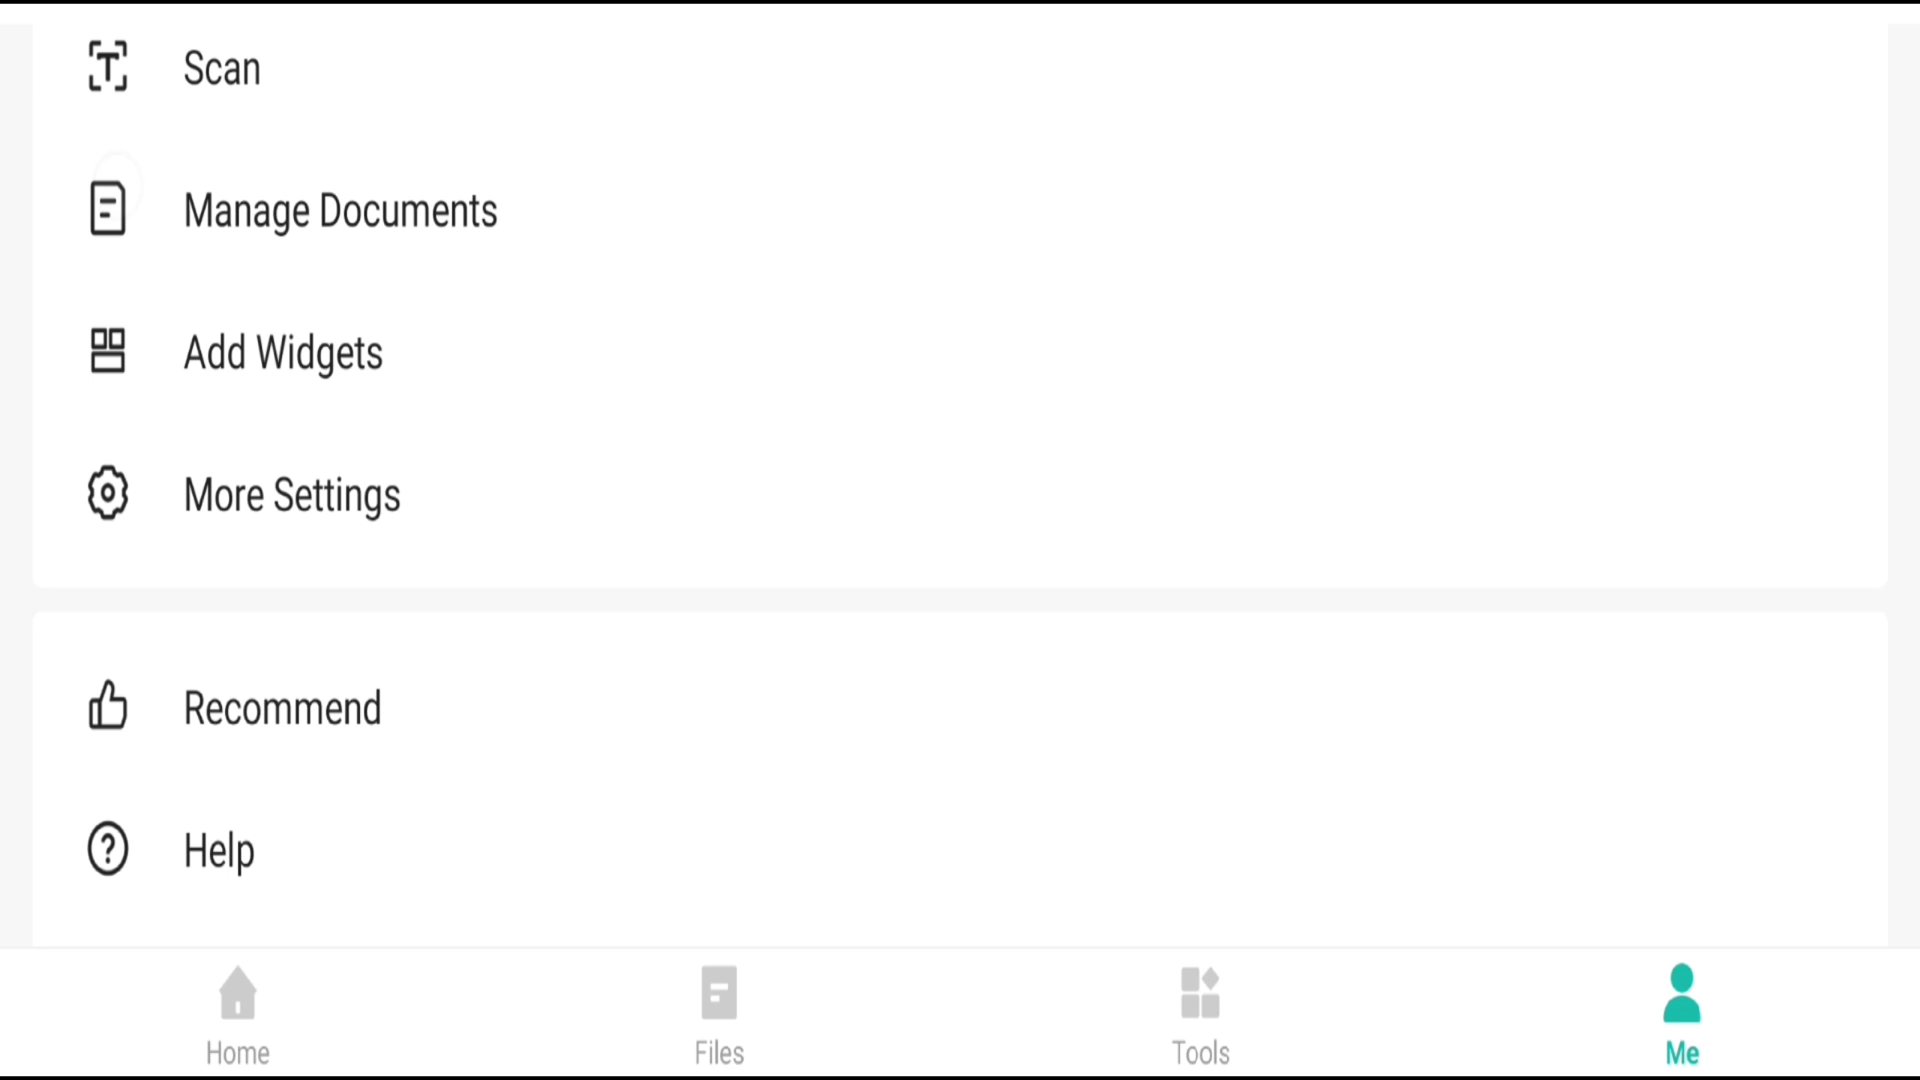 Scan
Manage Documents
Add Widgets
More Settings
Recommend
Help
Home
Files
Tools
Me